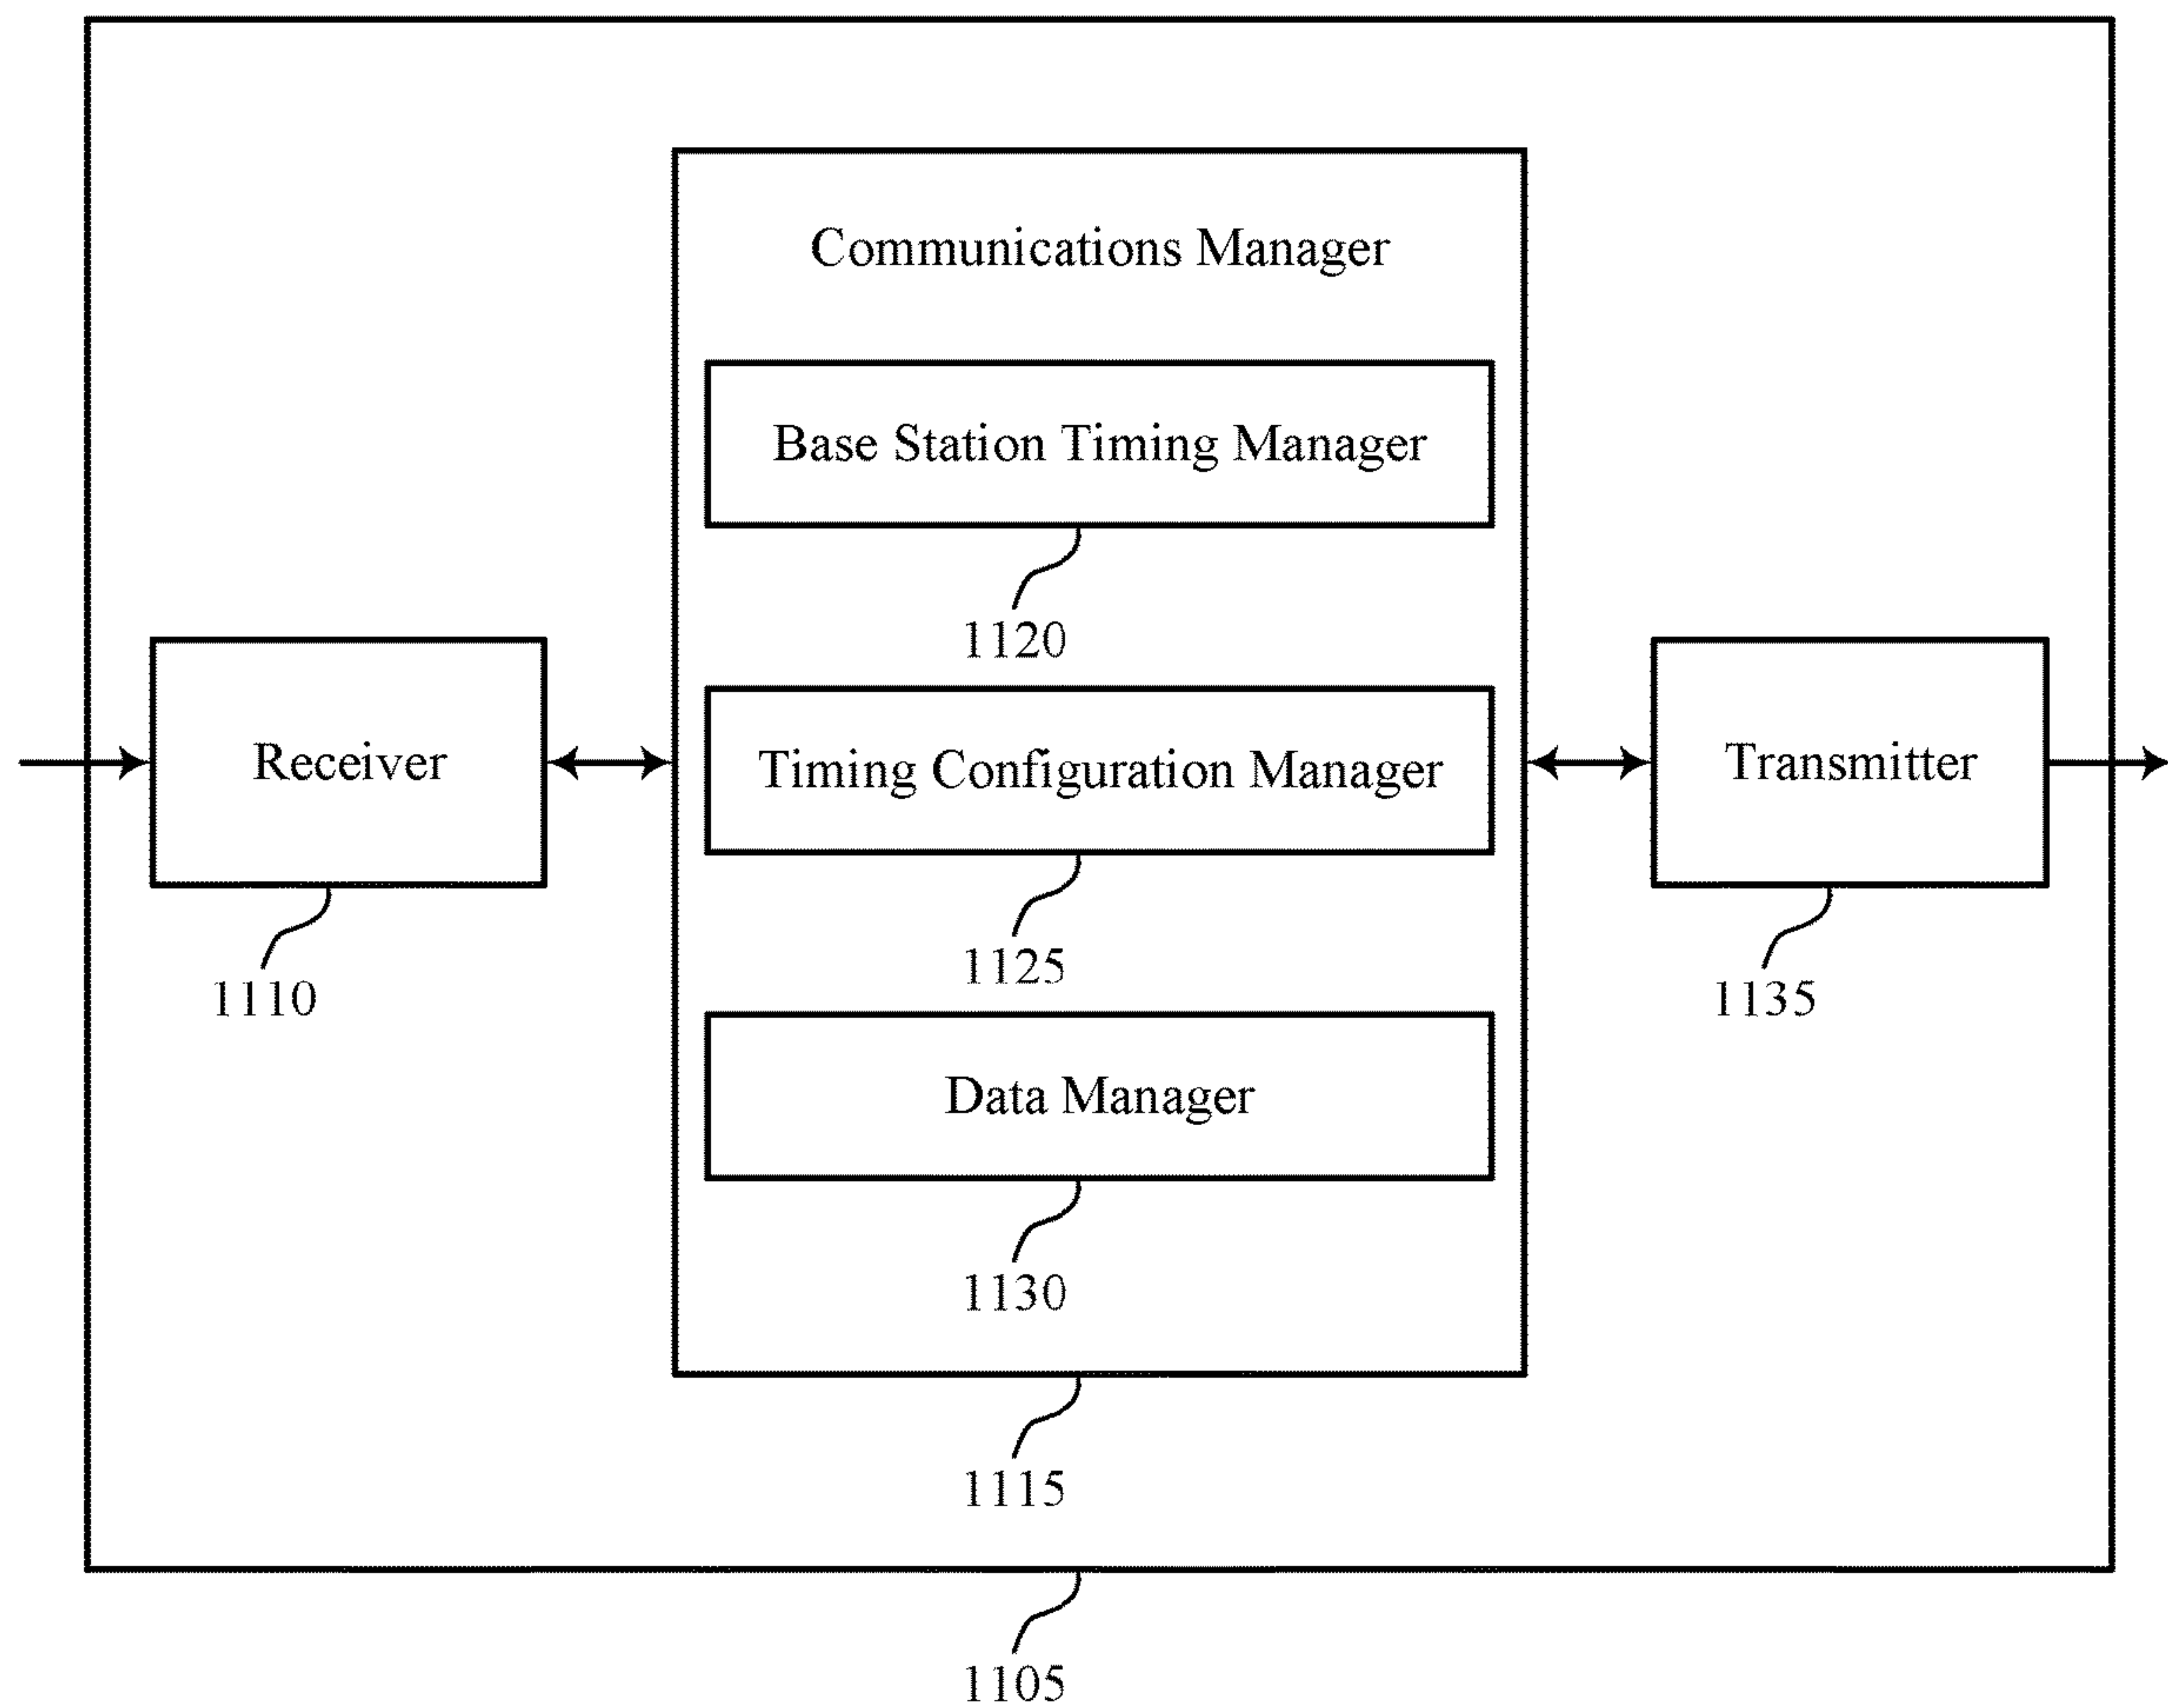 Communications Manager
Base Station Timing Manager
1120
Receiver
1110
Timing Configuration Manager
1125
Transmitter
1135
Data Manager
1130
1115
1105